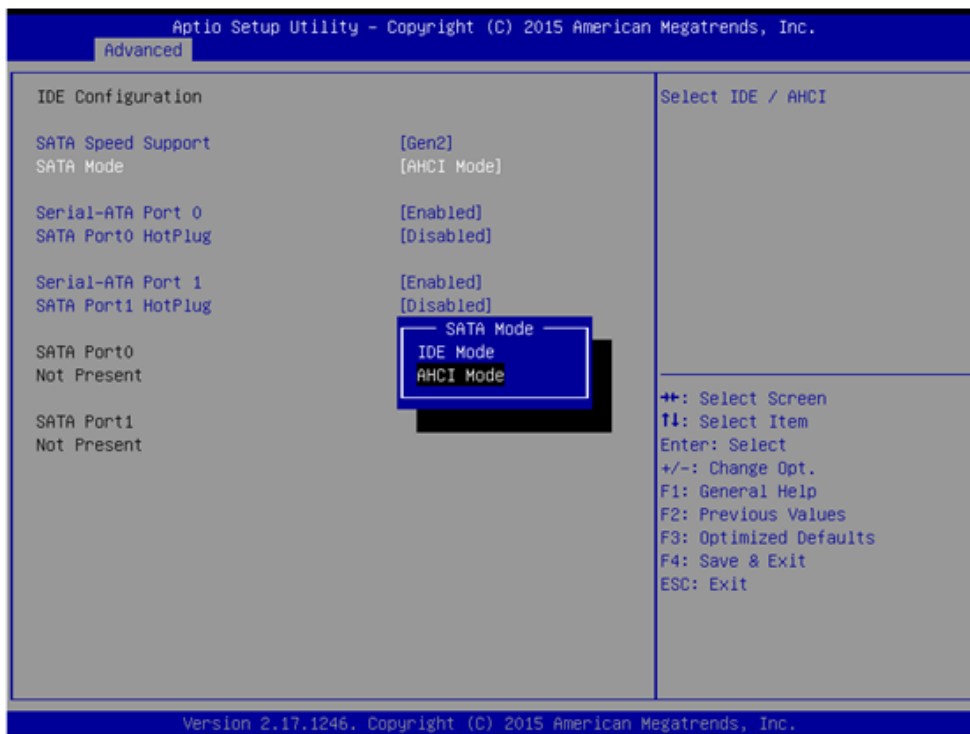 Aptio Setup Utility – Copyright (C) 2015 American Megatrends, Inc.
Advanced
IDE Configuration
SATA Speed Support [Gen2]
SATA Mode [AHCI Mode]
Serial-ATA Port 0 [Enabled]
SATA Port0 HotPlug [Disabled]
Serial-ATA Port 1 [Enabled]
SATA Port1 HotPlug [Disabled]
SATA Port0
Not Present
SATA Port1
Not Present
SATA Mode
IDE Mode
AHCI Mode
Select IDE / AHCI
→←: Select Screen
↑↓: Select Item
Enter: Select
+/-: Change Opt.
F1: General Help
F2: Previous Values
F3: Optimized Defaults
F4: Save & Exit
ESC: Exit
Version 2.17.1246. Copyright (C) 2015 American Megatrends, Inc.